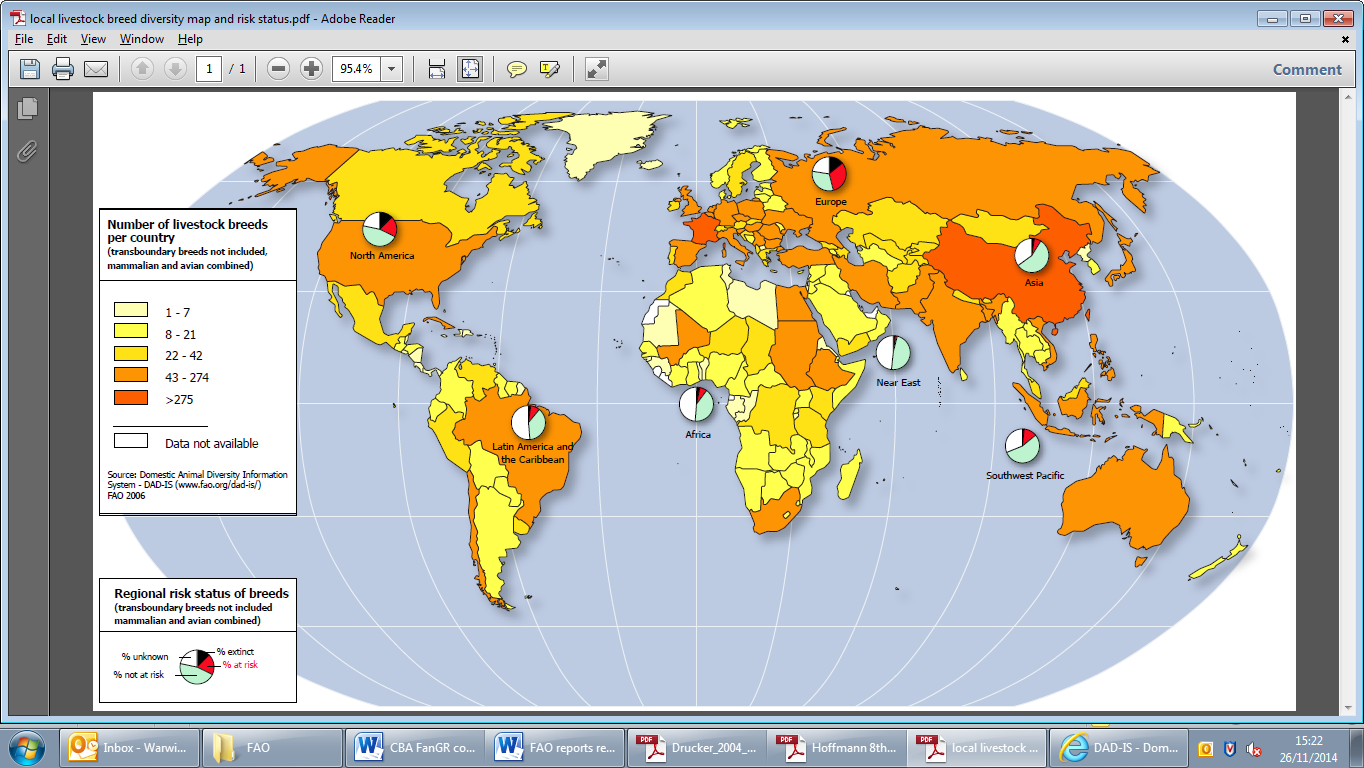 local livestock breed diversity map and risk status.pdf - Adobe Reader
File Edit View Window Help
1 / 1 95.4% Comment
Number of livestock breeds
per country
(transboundary breeds not included,
mammalian and avian combined)
1 - 7
8 - 21
22 - 42
43 - 274
>275
Data not available
Source: Domestic Animal Diversity Information
System - DAD-IS (www.fao.org/dad-is/)
FAO 2006
North America
Europe
Asia
Near East
Africa
Latin America and
the Caribbean
Southwest Pacific
Regional risk status of breeds
(transboundary breeds not included
mammalian and avian combined)
% unknown
% extinct
% at risk
% not at risk
Inbox - Warwi... FAO CBA FanGR co... FAO reports re... Drucker_2004_... Hoffmann 8th... local livestock ... DAD-IS - Dom...
15:22
26/11/2014